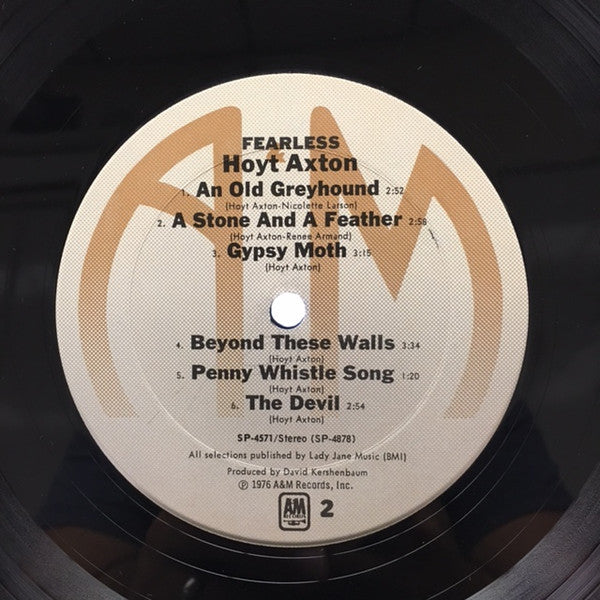 FEARLESS
Hoyt Axton
1. An Old Greyhound 2:52
(Hoyt Axton-Nicolette Larson)
2. A Stone And A Feather 2:58
(Hoyt Axton-Renee Armand)
3. Gypsy Moth 3:15
(Hoyt Axton)
4. Beyond These Walls 3:34
(Hoyt Axton)
5. Penny Whistle Song 1:20
(Hoyt Axton)
6. The Devil 2:54
(Hoyt Axton)
SP-4571/Stereo (SP-4878)
All selections published by Lady Jane Music (BMI)
Produced by David Kershenbaum
℗ 1976 A&M Records, Inc.
AM RECORDS 2